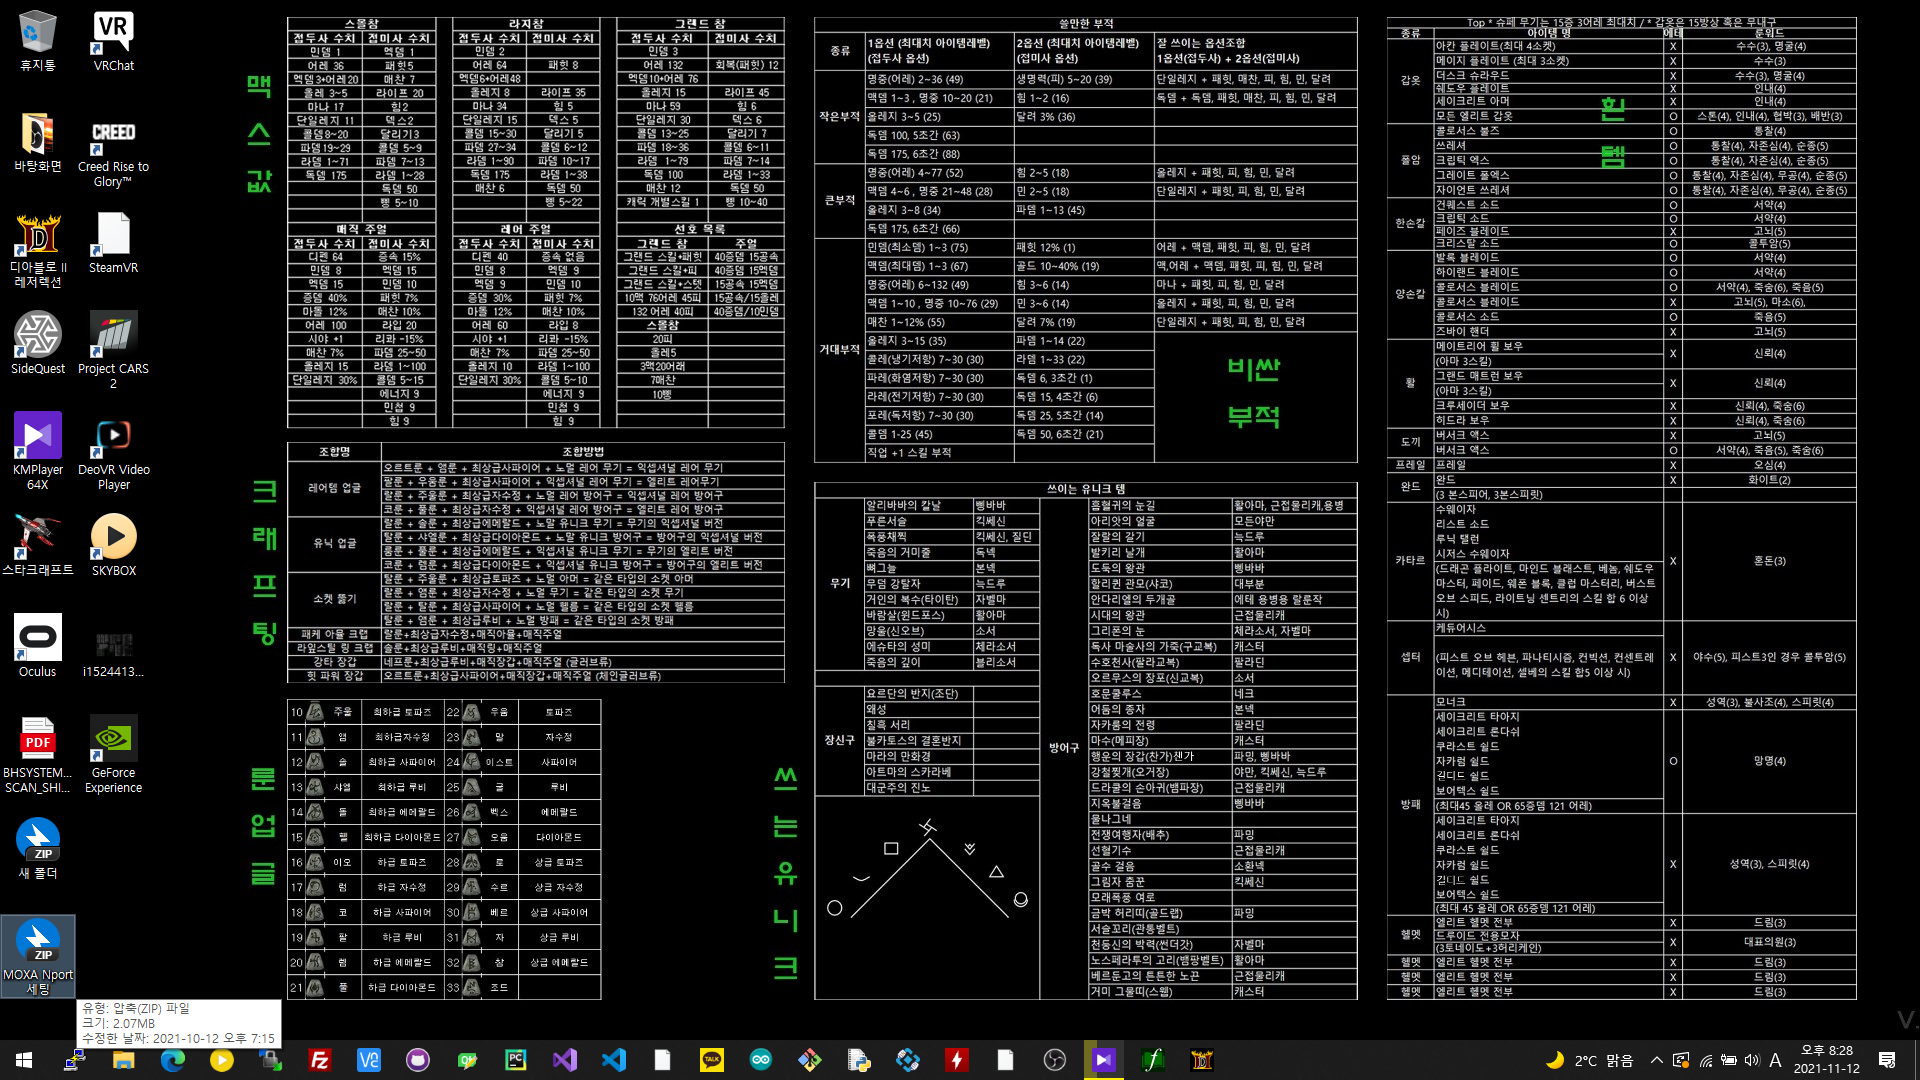 휴지통
VRChat
바탕화면
Creed Rise to Glory™
디아블로 II 레저렉션
SteamVR
SideQuest
Project CARS 2
KMPlayer 64X
DeoVR Video Player
스타크래프트
SKYBOX
Oculus
i1524413...
BHSYSTEM... SCAN_SHI...
GeForce Experience
새 폴더
MOXA Nport 세팅
유형: 압축(ZIP) 파일
크기: 2.07MB
수정한 날짜: 2021-10-12 오후 7:15
맥스값
스몰참
접두사 수치 접미사 수치
민뎀 1 맥뎀 1
어레 36 패힛5
멕뎀3+어레20 매찬 7
올레 3~5 라이프 20
마나 17 힘2
단일레지 11 덱스2
콜뎀8~20 달리기3
파뎀19~29 콜뎀 5~9
라뎀 1~71 파뎀 7~13
독뎀 175 라뎀 1~28
독뎀 50
삥 5~10
라지참
접두사 수치 접미사 수치
민뎀 2
어레 64 패힛 8
멕뎀6+어레48
올레지 8 라이프 35
마나 34 힘 5
단일레지 15 덱스 5
콜뎀 15~30 달리기 5
파뎀 27~34 콜뎀 6~12
라뎀 1~90 파뎀 10~17
독뎀 175 라뎀 1~38
매찬 6 독뎀 50
삥 5~22
그랜드 참
접두사 수치 접미사 수치
민뎀 3
어레 132 회복(패힛) 12
멕뎀10+어레 76
올레지 15 라이프 45
마나 59 힘 6
단일레지 30 덱스 6
콜뎀 13~25 달리기 7
파뎀 18~36 콜뎀 6~11
라뎀 1~79 파뎀 7~14
독뎀 100 라뎀 1~33
매찬 12 독뎀 50
캐릭 개별스킬 1 삥 10~40
매직 주얼
접두사 수치 접미사 수치
디펜 64 증속 15%
민뎀 8 멕뎀 15
멕뎀 15 민뎀 10
증뎀 40% 패힛 7%
마돌 12% 매찬 10%
어레 100 라입 20
시야 +1 리콰 -15%
매찬 7% 파뎀 25~50
올레지 15 라뎀 1~100
단일레지 30% 콜뎀 5~15
에너지 9
민첩 9
힘 9
레어 주얼
접두사 수치 접미사 수치
디펜 40 증속 없음
민뎀 8 멕뎀 9
멕뎀 9 민뎀 10
증뎀 30% 패힛 7%
마돌 12% 매찬 10%
어레 60 라입 8
시야 +1 리콰 -15%
매찬 7% 파뎀 25~50
올레지 10 라뎀 1~100
단일레지 30% 콜뎀 5~10
에너지 9
민첩 9
힘 9
선호 목록
그랜드 참 주얼
그랜드 스킬+패힛 40증뎀 15공속
그랜드 스킬+피 40증뎀 15멕뎀
그랜드 스킬+스텟 15공속 15멕뎀
10맥 76어레 45피 15공속/15올레
132 어레 40피 40증뎀/10민뎀
스몰참
20피
올레5
3맥20어래
7매찬
10삥
크래프팅
조합명 조합방법
레어템 업글
오르트룬 + 앰룬 + 최상급사파이어 + 노멀 레어 무기 = 익셉셔널 레어 무기
팔룬 + 우움룬 + 최상급사파이어 + 익셉셔널 레어 무기 = 엘리트 레어무기
랄룬 + 주울룬 + 최상급자수정 + 노멀 레어 방어구 = 익셉셔널 레어 방어구
코룬 + 풀룬 + 최상급자수정 + 익셉셔널 레어 방어구 = 엘리트 레어 방어구
유닉 업글
랄룬 + 솔룬 + 최상급에메랄드 + 노말 유니크 무기 = 무기의 익셉셔널 버전
탈룬 + 샤엘룬 + 최상급다이아몬드 + 노말 유니크 방어구 = 방어구의 익셉셔널 버전
룸룬 + 풀룬 + 최상급에메랄드 + 익셉셔널 유니크 무기 = 무기의 엘리트 버전
코룬 + 렘룬 + 최상급다이아몬드 + 익셉셔널 유니크 방어구 = 방어구의 엘리트 버전
소켓 뚫기
탈룬 + 주울룬 + 최상급토파즈 + 노멀 아머 = 같은 타입의 소켓 아머
랄룬 + 앰룬 + 최상급자수정 + 노멀 무기 = 같은 타입의 소켓 무기
랄룬 + 탈룬 + 최상급사파이어 + 노멀 헬름 = 같은 타입의 소켓 헬름
탈룬 + 앰룬 + 최상급루비 + 노멀 방패 = 같은 타입의 소켓 방패
패케 아뮬 크랩 랄룬+최상급자수정+매직아뮬+매직주얼
라잎스틸 링 크랩 솔룬+최상급루비+매직링+매직주얼
강타 장갑 네프룬+최상급루비+매직장갑+매직주얼 (글러브류)
힛 파워 장갑 오르트룬+최상급사파이어+매직장갑+매직주얼 (체인글러브류)
룬업글
10 주울 최하급 토파즈 22 우움 토파즈
11 앰 최하급자수정 23 말 자수정
12 솔 최하급 사파이어 24 이스트 사파이어
13 샤엘 최하급 루비 25 굴 루비
14 돌 최하급 에메랄드 26 벡스 에메랄드
15 헬 최하급 다이아몬드 27 오움 다이아몬드
16 이오 하급 토파즈 28 로 상급 토파즈
17 럼 하급 자수정 29 수르 상급 자수정
18 코 하급 사파이어 30 베르 상급 사파이어
19 팔 하급 루비 31 자 상급 루비
20 렘 하급 에메랄드 32 참 상급 에메랄드
21 풀 하급 다이아몬드 33 조드
쓸만한 부적
종류 1옵션 (최대치 아이템레벨) (접두사 옵션) 2옵션 (최대치 아이템레벨) (접미사 옵션) 잘 쓰이는 옵션조합 1옵션(접두사) + 2옵션(접미사)
작은부적
명중(어레) 2~36 (49) 생명력(피) 5~20 (39) 단일레지 + 패힛, 매찬, 피, 힘, 민, 달려
맥뎀 1~3 , 명중 10~20 (21) 힘 1~2 (16) 독뎀 + 독뎀, 패힛, 매찬, 피, 힘, 민, 달려
올레지 3~5 (25) 달려 3% (36)
독뎀 100, 5초간 (63)
독뎀 175, 6초간 (88)
큰부적
명중(어레) 4~77 (52) 힘 2~5 (18) 올레지 + 패힛, 피, 힘, 민, 달려
맥뎀 4~6 , 명중 21~48 (28) 민 2~5 (18) 단일레지 + 패힛, 피, 힘, 민, 달려
올레지 3~8 (34) 파뎀 1~13 (45)
독뎀 175, 6초간 (66)
거대부적
민뎀(최소뎀) 1~3 (75) 패힛 12% (1) 어레 + 맥뎀, 패힛, 피, 힘, 민, 달려
맥뎀(최대뎀) 1~3 (67) 골드 10~40% (19) 맥,어레 + 맥뎀, 패힛, 피, 힘, 민, 달려
명중(어레) 6~132 (49) 힘 3~6 (14) 마나 + 패힛, 피, 힘, 민, 달려
맥뎀 1~10 , 명중 10~76 (29) 민 3~6 (14) 올레지 + 패힛, 피, 힘, 민, 달려
매찬 1~12% (55) 달려 7% (19) 단일레지 + 패힛, 피, 힘, 민, 달려
올레지 3~15 (35) 파뎀 1~14 (22)
콜레(냉기저항) 7~30 (30) 라뎀 1~33 (22)
파레(화염저항) 7~30 (30) 독뎀 6, 3초간 (1)
라레(전기저항) 7~30 (30) 독뎀 15, 4초간 (6)
포레(독저항) 7~30 (30) 독뎀 25, 5초간 (14)
콜뎀 1-25 (45) 독뎀 50, 6초간 (21)
직업 +1 스킬 부적
비싼
부적
쓰는유니크
쓰이는 유니크 템
무기
알리바바의 칼날 삥바바
푸른서슬 킥쎄신
폭풍채찍 킥쎄신, 질딘
죽음의 거미줄 독넥
뼈그늘 본넥
무덤 강탈자 늑드루
거인의 복수(타이탄) 자벨마
바람살(윈드포스) 활아마
망울(신오브) 소서
에슈타의 성미 체라소서
죽음의 깊이 블리소서
장신구
요르단의 반지(조단)
왜성
칠흑 서리
불카토스의 결혼반지
마라의 만화경
아트마의 스카라베
대군주의 진노
방어구
흡혈귀의 눈길 활아마, 근접물리캐,용병
아리앗의 얼굴 모든야만
잘랄의 갈기 늑드루
발키리 날개 활아마
도둑의 왕관 삥바바
할리퀸 관모(샤코) 대부분
안다리엘의 두개골 에테 용병용 랄룬작
시대의 왕관 근접물리캐
그리폰의 눈 체라소서, 자벨마
독사 마술사의 가죽(구교복) 캐스터
수호천사(팔라교복) 팔라딘
오르무스의 장포(신교복) 소서
호문쿨루스 네크
어둠의 종자 본넥
자카룸의 전령 팔라딘
마수(메피장) 캐스터
행운의 장갑(찬가)젠가 파밍, 삥바바
강철찢개(오거장) 야만, 킥쎄신, 늑드루
드라쿨의 손아귀(뱀파장) 근접물리캐
지옥불걸음 삥바바
물나그네
전쟁여행자(배추) 파밍
선혈기수 근접물리캐
골수 걸음 소환넥
그림자 춤꾼 킥쎄신
모래폭풍 여로
금박 허리띠(골드랩) 파밍
서슬꼬리(관통벨트)
천둥신의 박력(썬더갓) 자벨마
노스페라투의 고리(뱀팡벨트) 활아마
베르둔고의 튼튼한 노끈 근접물리캐
거미 그물띠(스웹) 캐스터
흰템
Top * 슈페 무기는 15증 3어레 최대치 / * 갑옷은 15방상 혹은 무내구
종류 아이템 명 에테 룬워드
갑옷
아칸 플레이트(최대 4소켓) X 수수(3), 명굴(4)
메이지 플레이트 (최대 3소켓) X 수수(3)
더스크 슈라우드 X 수수(3), 명굴(4)
쉐도우 플레이트 X 인내(4)
세이크리트 아머 X 인내(4)
모든 엘리트 갑옷 O 스톤(4), 인내(4), 협박(3), 배반(3)
폴암
콜로서스 불즈 O 통찰(4)
쓰레셔 O 통찰(4), 자존심(4), 순종(5)
크립틱 엑스 O 통찰(4), 자존심(4), 순종(5)
그레이트 폴엑스 O 통찰(4), 자존심(4), 무공(4), 순종(5)
자이언트 쓰레셔 O 통찰(4), 자존심(4), 무공(4), 순종(5)
한손칼
컨퀘스트 소드 O 서약(4)
크립틱 소드 O 서약(4)
페이즈 블레이드 X 고뇌(5)
크리스탈 소드 O 콜투암(5)
양손칼
발록 블레이드 O 서약(4)
하이랜드 블레이드 O 서약(4)
콜로서스 블레이드 O 서약(4), 죽숨(6), 죽음(5)
콜로서스 블레이드 X 고뇌(5), 마소(6),
콜로서스 소드 O 죽음(5)
즈바이 핸더 X 고뇌(5)
활
메이트리어 휠 보우 (아마 3스킬) X 신뢰(4)
그랜드 매트런 보우 (아마 3스킬) X 신뢰(4)
크루세이더 보우 X 신뢰(4), 죽숨(6)
히드라 보우 X 신뢰(4), 죽숨(6)
도끼
버서크 액스 X 고뇌(5)
버서크 액스 O 서약(4), 죽음(5), 죽숨(6)
프레일 프레일 X 오심(4)
완드
완드 X 화이트(2)
(3 본스피어, 3본스피릿)
카타르
수웨이자
리스트 소드
루닉 탤런
시저스 수웨이자
(드래곤 플라이트, 마인드 블래스트, 베놈, 쉐도우 마스터, 페이드, 웨폰 블록, 클럽 마스터리, 버스트 오브 스피드, 라이트닝 센트리의 스킬 합 6 이상 시)
X 혼돈(3)
셉터
케듀어시스
(피스트 오브 헤븐, 파나티시즘, 컨빅션, 컨센트레이션, 메디테이션, 셀베의 스킬 합5 이상 시)
X 야수(5), 피스트3인 경우 콜투암(5)
방패
모너크 X 성역(3), 불사조(4), 스피릿(4)
세이크리트 타아지
세이크리트 론다쉬
쿠라스트 쉴드
자카럼 쉴드
길디드 쉴드
보어텍스 쉴드
(최대45 올레 OR 65증뎀 121 어레)
O 망명(4)
세이크리트 타아지
세이크리트 론다쉬
쿠라스트 쉴드
자카럼 쉴드
길디드 쉴드
보어텍스 쉴드
(최대 45 올레 OR 65증뎀 121 어레)
X 성역(3), 스피릿(4)
헬멧 엘리트 헬멧 전부 X 드림(3)
드루이드 전용모자
(3토네이도+3허리케인) X 대표의원(3)
헬멧 엘리트 헬멧 전부 X 드림(3)
헬멧 엘리트 헬멧 전부 X 드림(3)
헬멧 엘리트 헬멧 전부 X 드림(3)
V.
2°C 맑음
A
오후 8:28
2021-11-12